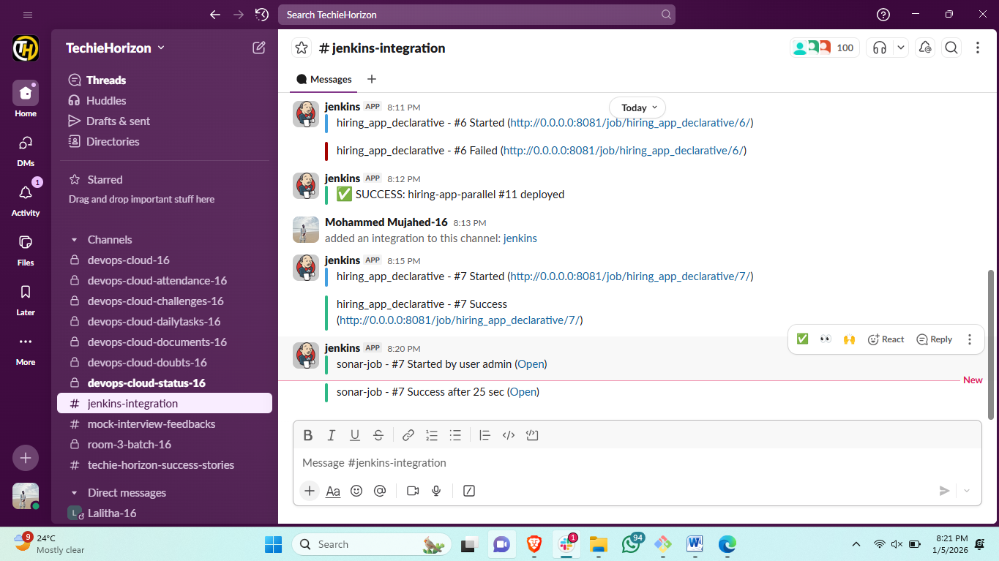 Search TechieHorizon
TH
Home
DMs
1
Activity
Files
Later
More
TechieHorizon
Threads
Huddles
Drafts & sent
Directories
Starred
Drag and drop important stuff here
Channels
devops-cloud-16
devops-cloud-attendance-16
devops-cloud-challenges-16
devops-cloud-dailytasks-16
devops-cloud-documents-16
devops-cloud-doubts-16
devops-cloud-status-16
# jenkins-integration
# mock-interview-feedbacks
room-3-batch-16
# techie-horizon-success-stories
Direct messages
L Lalitha-16
# jenkins-integration
100
Messages
Today
jenkins APP 8:11 PM
hiring_app_declarative - #6 Started (http://0.0.0.0:8081/job/hiring_app_declarative/6/)
hiring_app_declarative - #6 Failed (http://0.0.0.0:8081/job/hiring_app_declarative/6/)
jenkins APP 8:12 PM
✅ SUCCESS: hiring-app-parallel #11 deployed
Mohammed Mujahed-16 8:13 PM
added an integration to this channel: jenkins
jenkins APP 8:15 PM
hiring_app_declarative - #7 Started (http://0.0.0.0:8081/job/hiring_app_declarative/7/)
hiring_app_declarative - #7 Success
(http://0.0.0.0:8081/job/hiring_app_declarative/7/)
React Reply
jenkins APP 8:20 PM
sonar-job - #7 Started by user admin (Open)
New
sonar-job - #7 Success after 25 sec (Open)
B I U S
Message #jenkins-integration
Aa
9
24°C
Mostly clear
Search
1
94
W
8:21 PM
1/5/2026